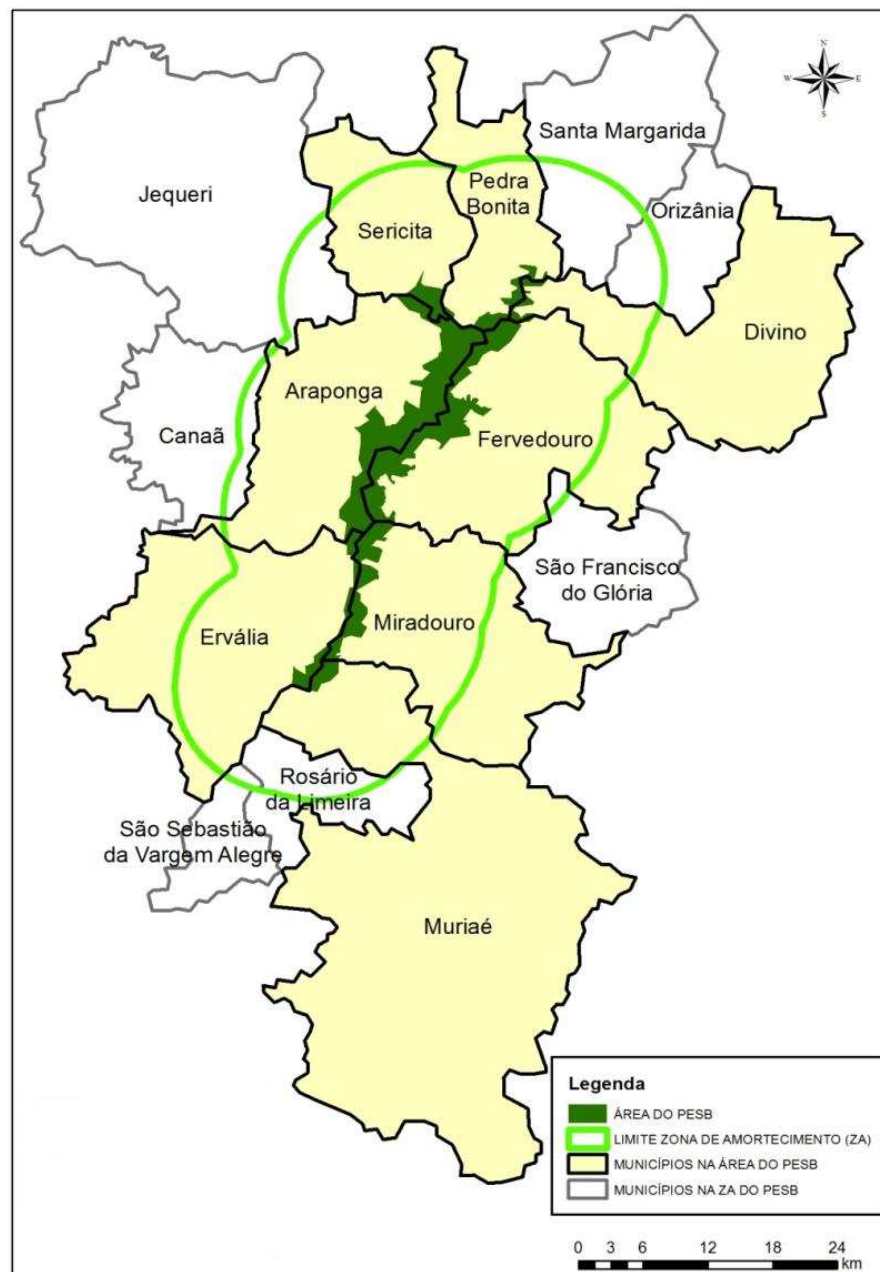 N
W E
S
Santa Margarida
Pedra
Bonita
Jequeri
Orizânia
Sericita
Divino
Araponga
Canaã
Fervedouro
São Francisco
do Glória
Miradouro
Ervália
Rosário
da Limeira
São Sebastião
da Vargem Alegre
Muriaé
Legenda
ÁREA DO PESB
LIMITE ZONA DE AMORTECIMENTO (ZA)
MUNICÍPIOS NA ÁREA DO PESB
MUNICÍPIOS NA ZA DO PESB
0 3 6 12 18 24
km